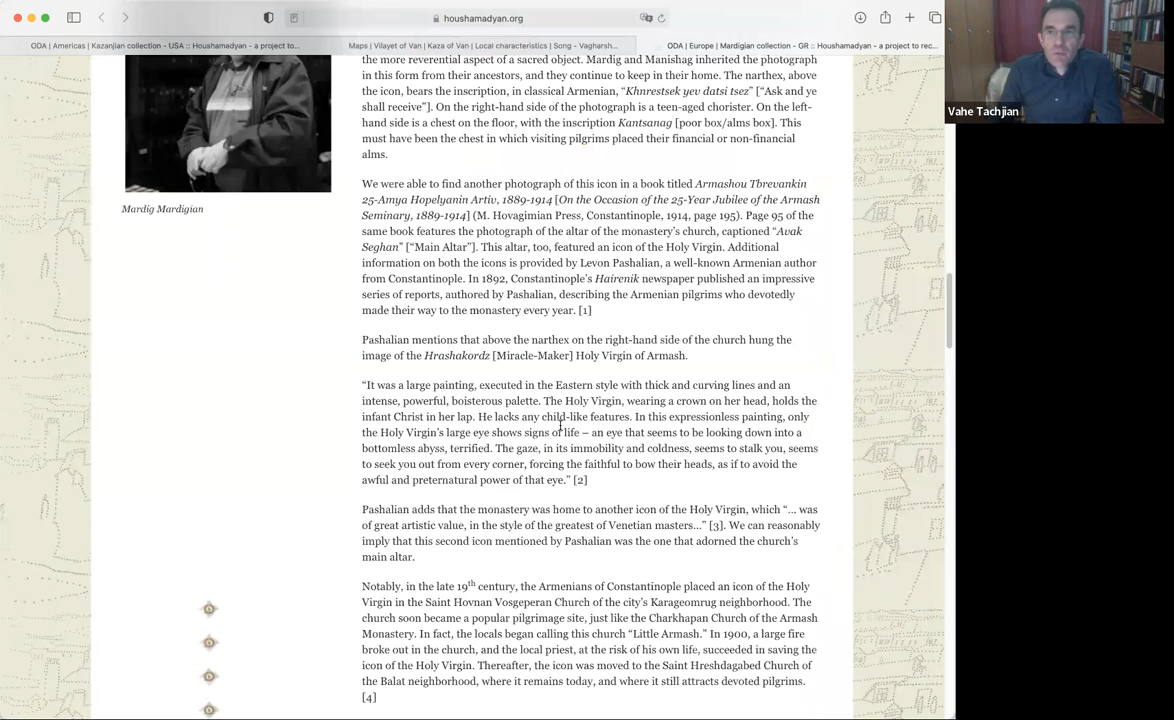 houshamadyan.org
ODA | Americas | Kazanjian collection - USA :: Houshamadyan - a project to...
Maps | Vilayet of Van | Kaza of Van | Local characteristics | Song - Vagharsh...
ODA | Europe | Mardigian collection - GR :: Houshamadyan - a project to rec...
Vahe Tachjian
Mardig Mardigian
the more reverential aspect of a sacred object. Mardig and Manishag inherited the photograph
in this form from their ancestors, and they continue to keep in their home. The narthex, above
the icon, bears the inscription, in classical Armenian, “Khnrestsek yev datsi tsez” [“Ask and ye
shall receive”]. On the right-hand side of the photograph is a teen-aged chorister. On the left-
hand side is a chest on the floor, with the inscription Kantsanag [poor box/alms box]. This
must have been the chest in which visiting pilgrims placed their financial or non-financial
alms.
We were able to find another photograph of this icon in a book titled Armashou Tbrevankin
25-Amya Hopelyanin Artiv, 1889-1914 [On the Occasion of the 25-Year Jubilee of the Armash
Seminary, 1889-1914] (M. Hovagimian Press, Constantinople, 1914, page 195). Page 95 of the
same book features the photograph of the altar of the monastery’s church, captioned “Avak
Seghan” [“Main Altar”]. This altar, too, featured an icon of the Holy Virgin. Additional
information on both the icons is provided by Levon Pashalian, a well-known Armenian author
from Constantinople. In 1892, Constantinople’s Hairenik newspaper published an impressive
series of reports, authored by Pashalian, describing the Armenian pilgrims who devotedly
made their way to the monastery every year. [1]
Pashalian mentions that above the narthex on the right-hand side of the church hung the
image of the Hrashakordz [Miracle-Maker] Holy Virgin of Armash.
“It was a large painting, executed in the Eastern style with thick and curving lines and an
intense, powerful, boisterous palette. The Holy Virgin, wearing a crown on her head, holds the
infant Christ in her lap. He lacks any child-like features. In this expressionless painting, only
the Holy Virgin’s large eye shows signs of life – an eye that seems to be looking down into a
bottomless abyss, terrified. The gaze, in its immobility and coldness, seems to stalk you, seems
to seek you out from every corner, forcing the faithful to bow their heads, as if to avoid the
awful and preternatural power of that eye.” [2]
Pashalian adds that the monastery was home to another icon of the Holy Virgin, which “... was
of great artistic value, in the style of the greatest of Venetian masters...” [3]. We can reasonably
imply that this second icon mentioned by Pashalian was the one that adorned the church’s
main altar.
Notably, in the late 19th century, the Armenians of Constantinople placed an icon of the Holy
Virgin in the Saint Hovnan Vosgeperan Church of the city’s Karageomrug neighborhood. The
church soon became a popular pilgrimage site, just like the Charkhapan Church of the Armash
Monastery. In fact, the locals began calling this church “Little Armash.” In 1900, a large fire
broke out in the church, and the local priest, at the risk of his own life, succeeded in saving the
icon of the Holy Virgin. Thereafter, the icon was moved to the Saint Hreshdagabed Church of
the Balat neighborhood, where it remains today, and where it still attracts devoted pilgrims.
[4]